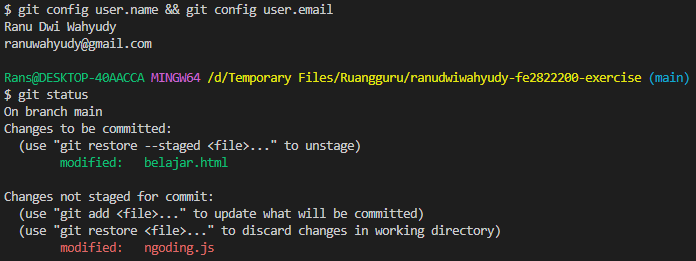 $ git config user.name && git config user.email
Ranu Dwi Wahyudy
ranuwahyudy@gmail.com
Rans@DESKTOP-40AACCA MINGW64 /d/Temporary Files/Ruangguru/ranudwiwahyudy-fe2822200-exercise (main)
$ git status
On branch main
Changes to be committed:
  (use "git restore --staged <file>..." to unstage)
        modified:   belajar.html
Changes not staged for commit:
  (use "git add <file>..." to update what will be committed)
  (use "git restore <file>..." to discard changes in working directory)
        modified:   ngoding.js